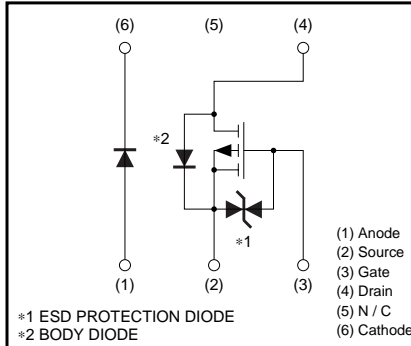 (6) (5) (4)
∗2
∗1
(1) (2) (3)
(1) Anode
(2) Source
(3) Gate
(4) Drain
(5) N / C
(6) Cathode
∗1 ESD PROTECTION DIODE
∗2 BODY DIODE